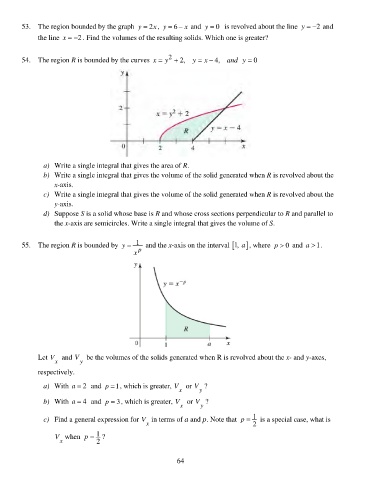 53. The region bounded by the graph y = 2x, y = 6 – x and y = 0 is revolved about the line y = –2 and
the line x = –2. Find the volumes of the resulting solids. Which one is greater?
54. The region R is bounded by the curves x = y² + 2, y = x – 4, and y = 0
y
2
x = y² + 2
R
y = x – 4
0 2 4 x
a) Write a single integral that gives the area of R.
b) Write a single integral that gives the volume of the solid generated when R is revolved about the
x-axis.
c) Write a single integral that gives the volume of the solid generated when R is revolved about the
y-axis.
d) Suppose S is a solid whose base is R and whose cross sections perpendicular to R and parallel to
the x-axis are semicircles. Write a single integral that gives the volume of S.
55. The region R is bounded by y = 1/x^p and the x-axis on the interval [1, a], where p > 0 and a > 1.
y
y = x^–p
R
0 1 a x
Let V_x and V_y be the volumes of the solids generated when R is revolved about the x- and y-axes,
respectively.
a) With a = 2 and p = 1, which is greater, V_x or V_y ?
b) With a = 4 and p = 3, which is greater, V_x or V_y ?
c) Find a general expression for V_x in terms of a and p. Note that p = 1/2 is a special case, what is
V_x when p = 1/2 ?
64